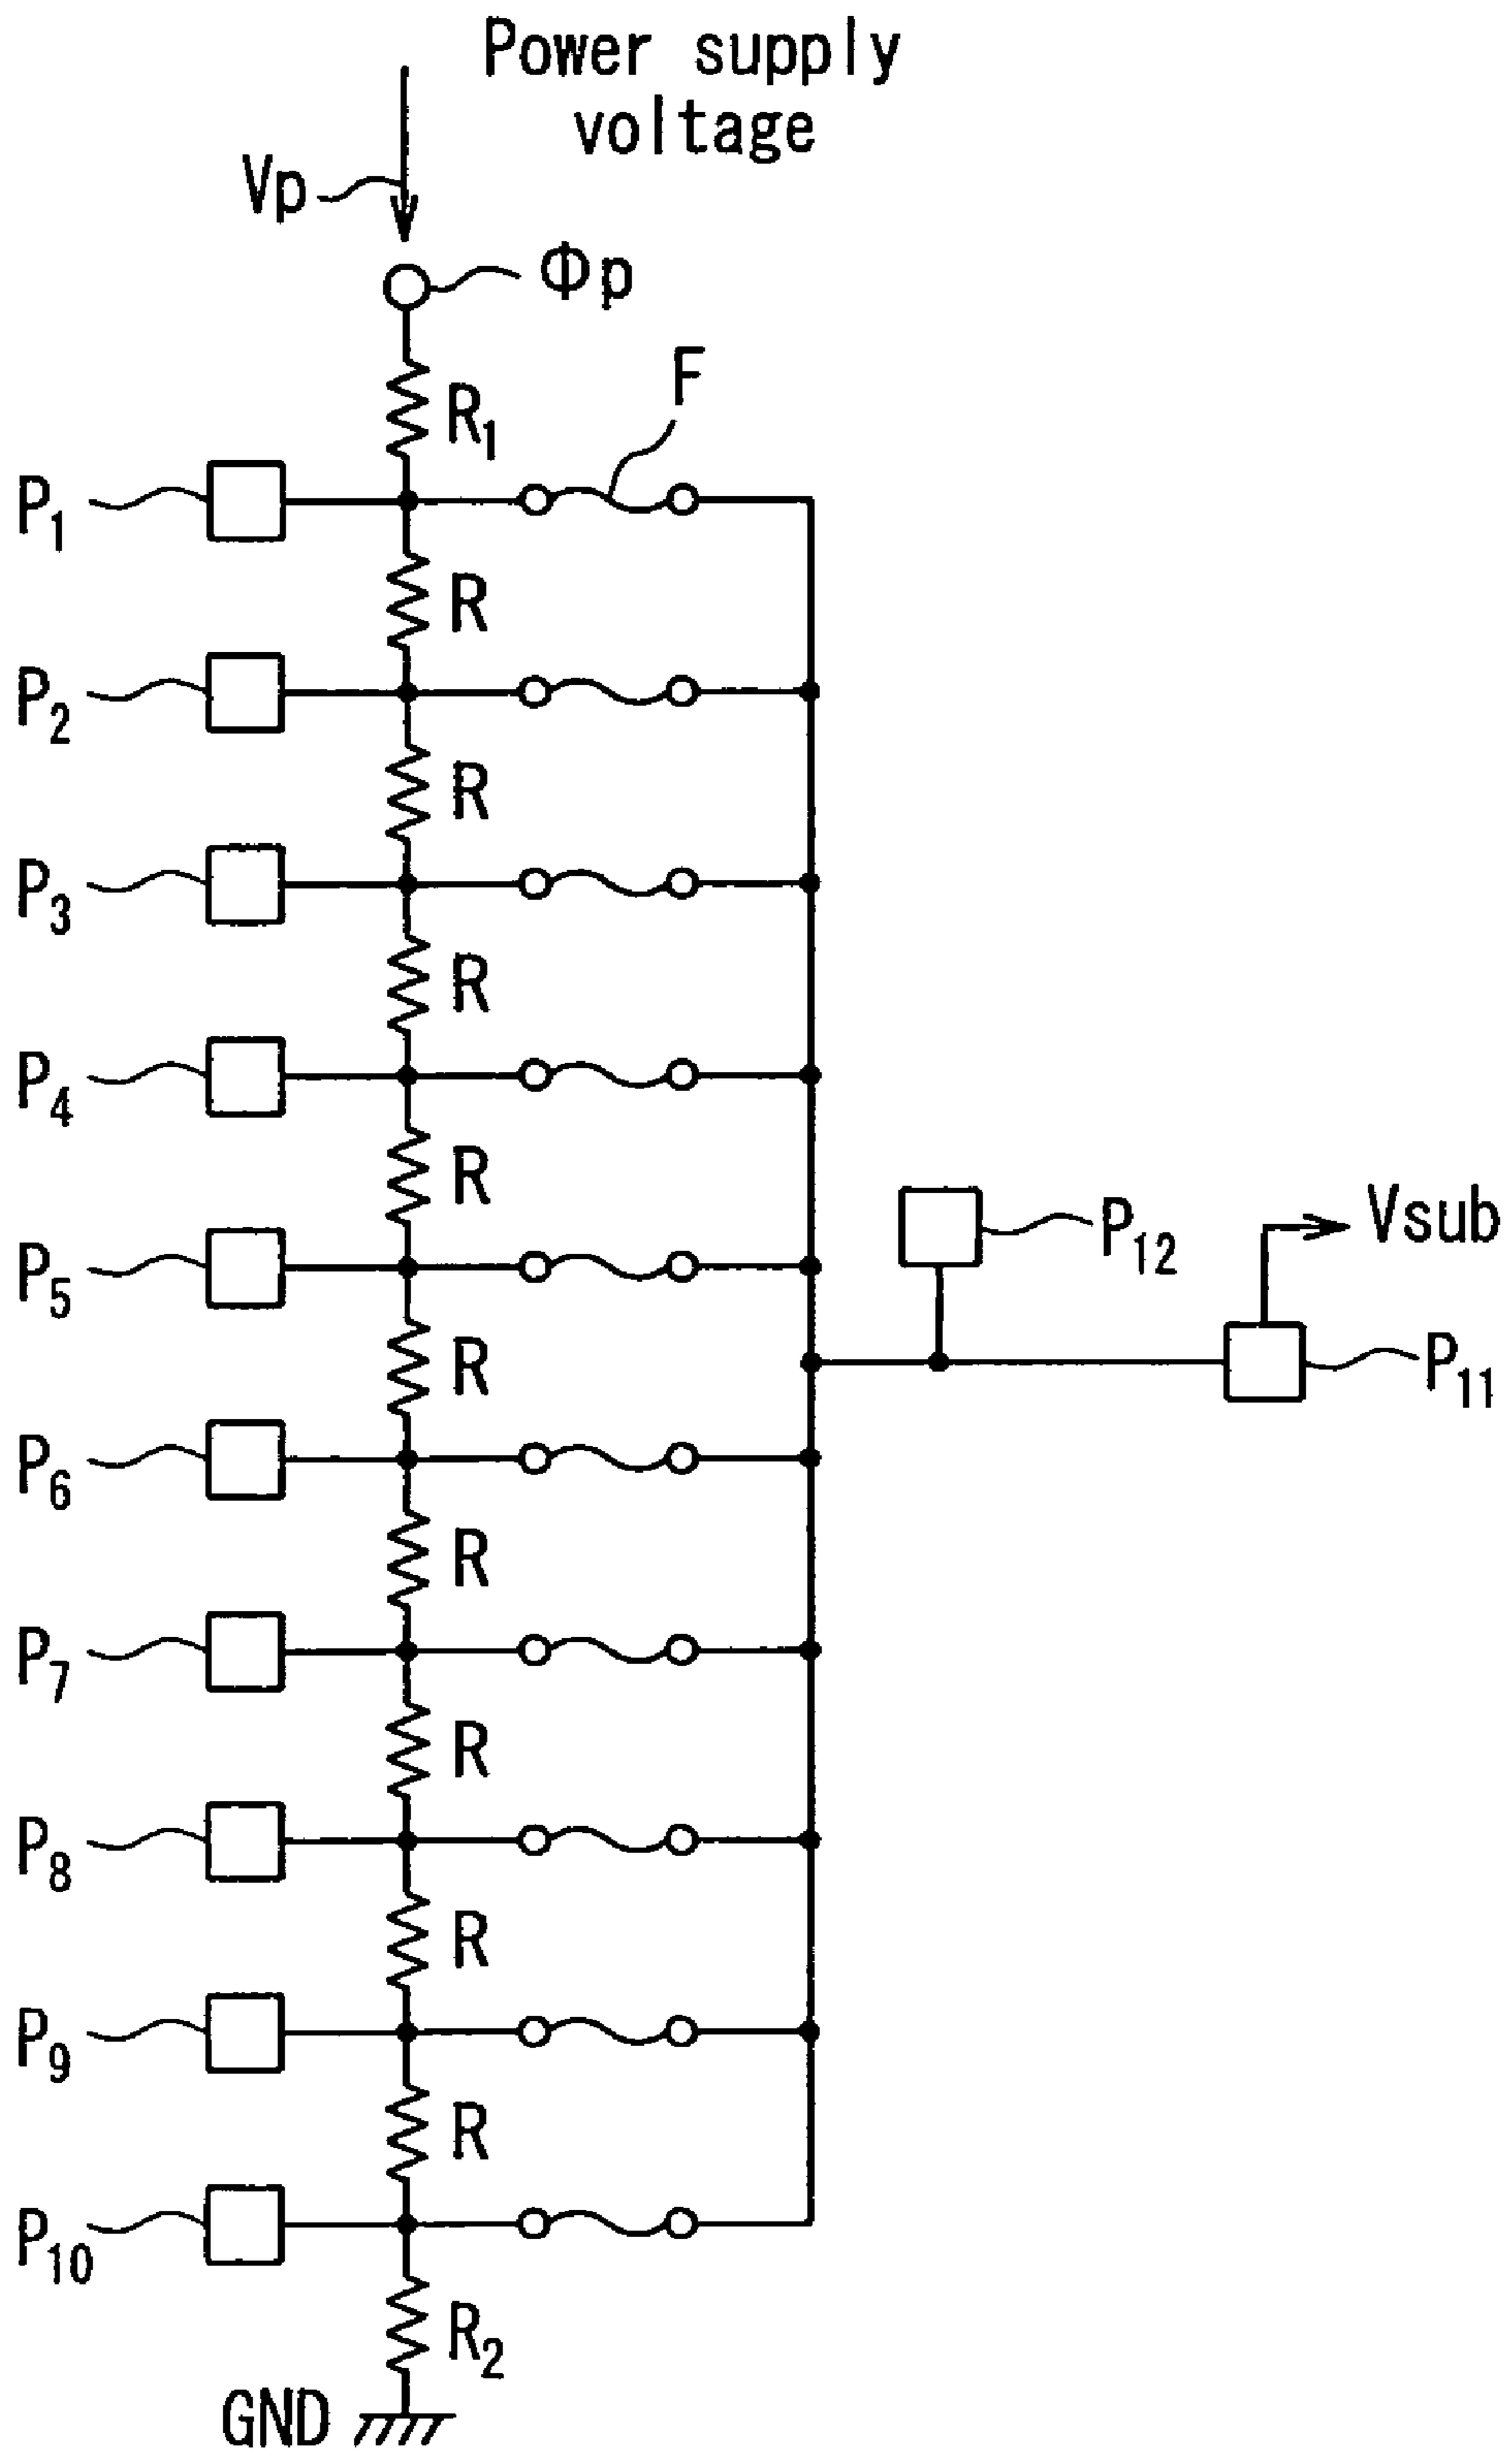 Power supply
voltage
Vp
Φp
F
R1
P1
R
P2
R
P3
R
P4
R
P5
P12
Vsub
R
P11
P6
R
P7
R
P8
R
P9
R
P10
R2
GND